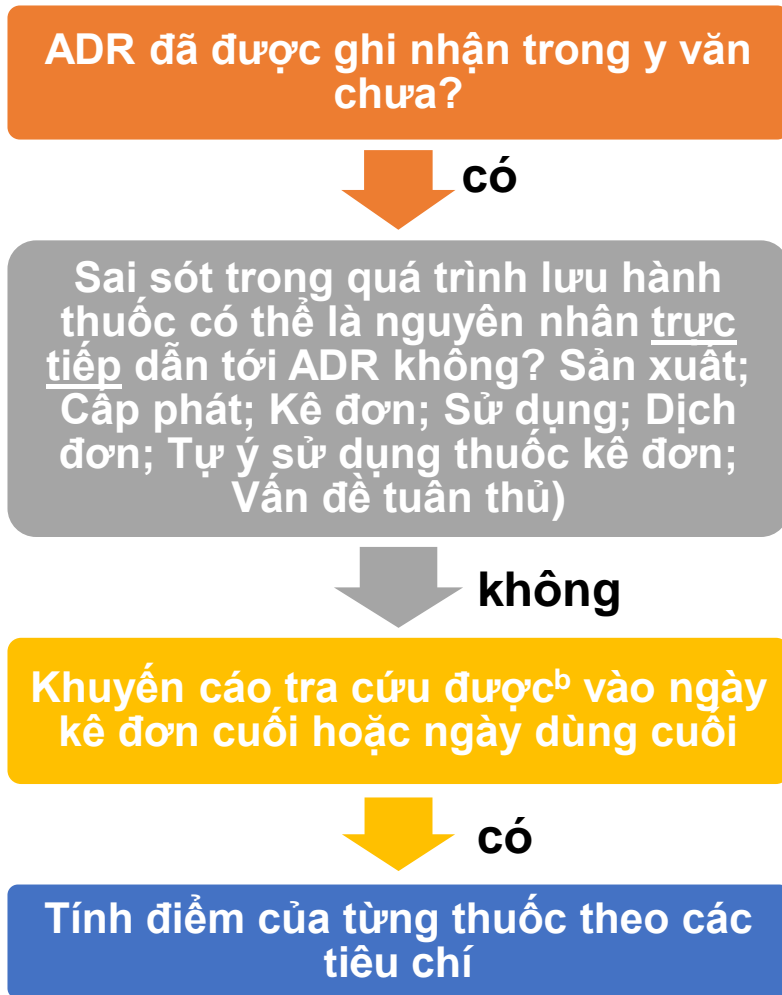 ADR đã được ghi nhận trong y văn
chưa?
có
Sai sót trong quá trình lưu hành
thuốc có thể là nguyên nhân trực
tiếp dẫn tới ADR không? Sản xuất;
Cấp phát; Kê đơn; Sử dụng; Dịch
đơn; Tự ý sử dụng thuốc kê đơn;
Vấn đề tuân thủ)
không
Khuyến cáo tra cứu đượcᵇ vào ngày
kê đơn cuối hoặc ngày dùng cuối
có
Tính điểm của từng thuốc theo các
tiêu chí